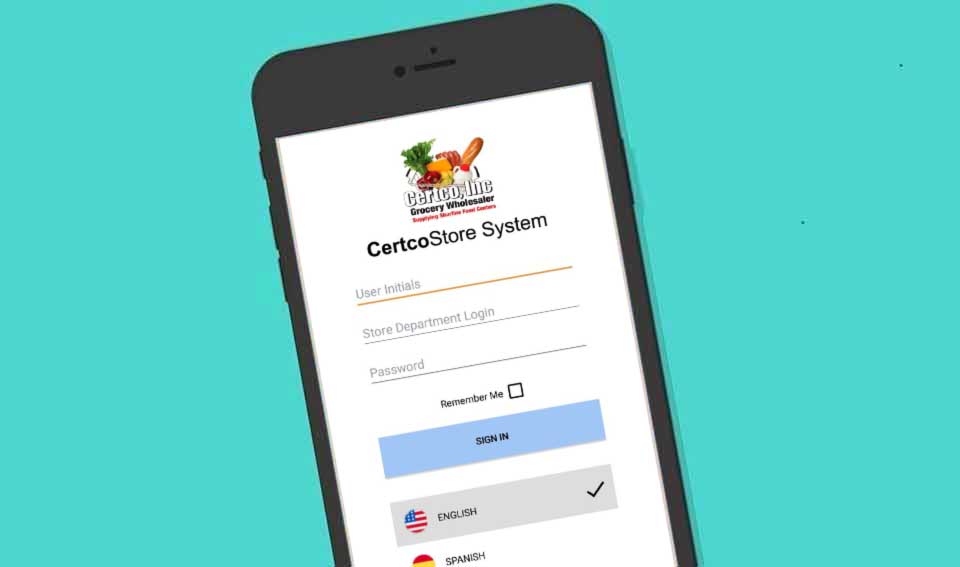 Certco, Inc
Grocery Wholesaler
Supplying Skurline Food Centers
CertcoStore System
User Initials
Store Department Login
Password
Remember Me
SIGN IN
ENGLISH
SPANISH